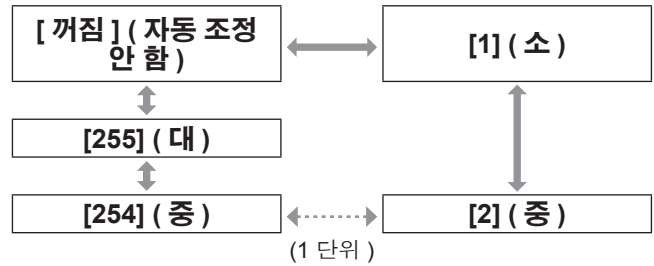 [ 꺼짐 ] ( 자동 조정
안 함 )
[1] ( 소 )
[255] ( 대 )
[254] ( 중 )
[2] ( 중 )
(1 단위 )